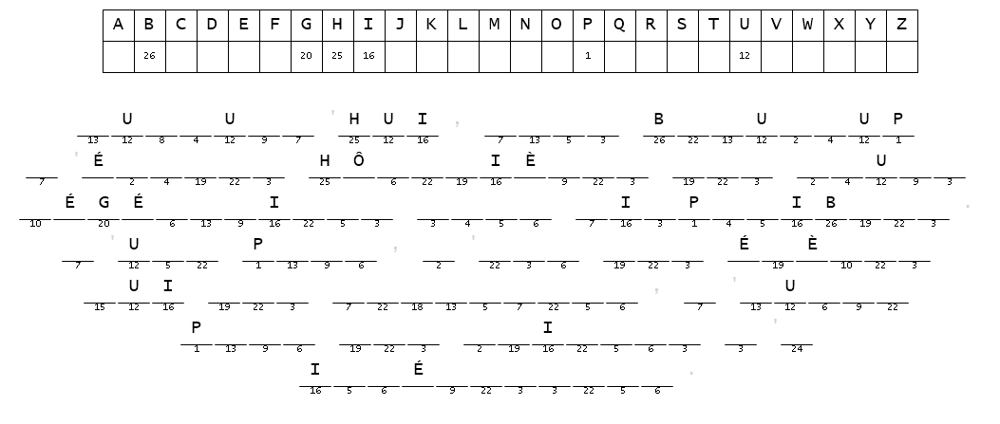 A B C D E F G H I J K L M N O P Q R S T U V W X Y Z
26 20 25 16 1 12
U U ' H U I , B U U P
13 12 8 4 12 9 7 25 12 16 7 13 5 3 26 22 13 12 2 4 12 1
' É H Ô I È U
7 2 4 19 22 3 25 6 22 19 16 9 22 3 19 22 3 2 4 12 9 3
É G É I I P I B .
10 20 6 13 9 16 22 5 3 3 4 5 6 7 16 3 1 4 5 16 26 19 22 3
' U P , ' É È
7 12 5 22 1 13 9 6 2 22 3 6 19 22 3 19 10 22 3
U I , ' U
15 12 16 19 22 3 7 22 18 13 5 7 22 5 6 7 13 12 6 9 22
P I '
1 13 9 6 19 22 3 2 19 16 22 5 6 3 3 24
I É .
16 5 6 9 22 3 3 22 5 6